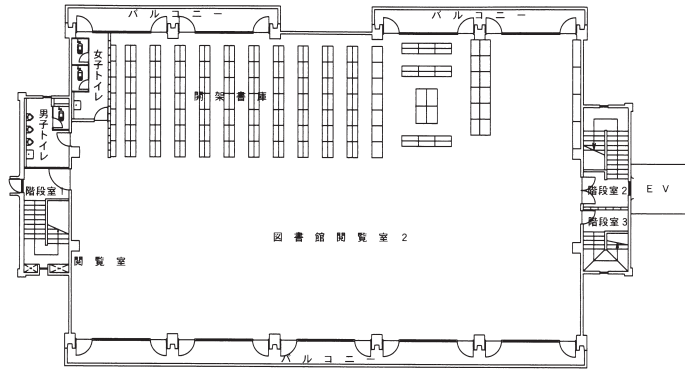 バルコニー
バルコニー
女子トイレ
開架書庫
男子トイレ
階段室1
階段室2
EV
階段室3
図書館閲覧室2
閲覧室
バルコニー